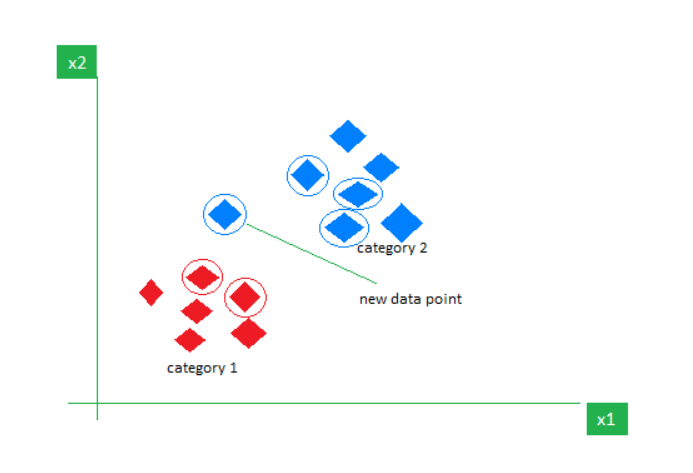 x2
category 2
new data point
category 1
x1